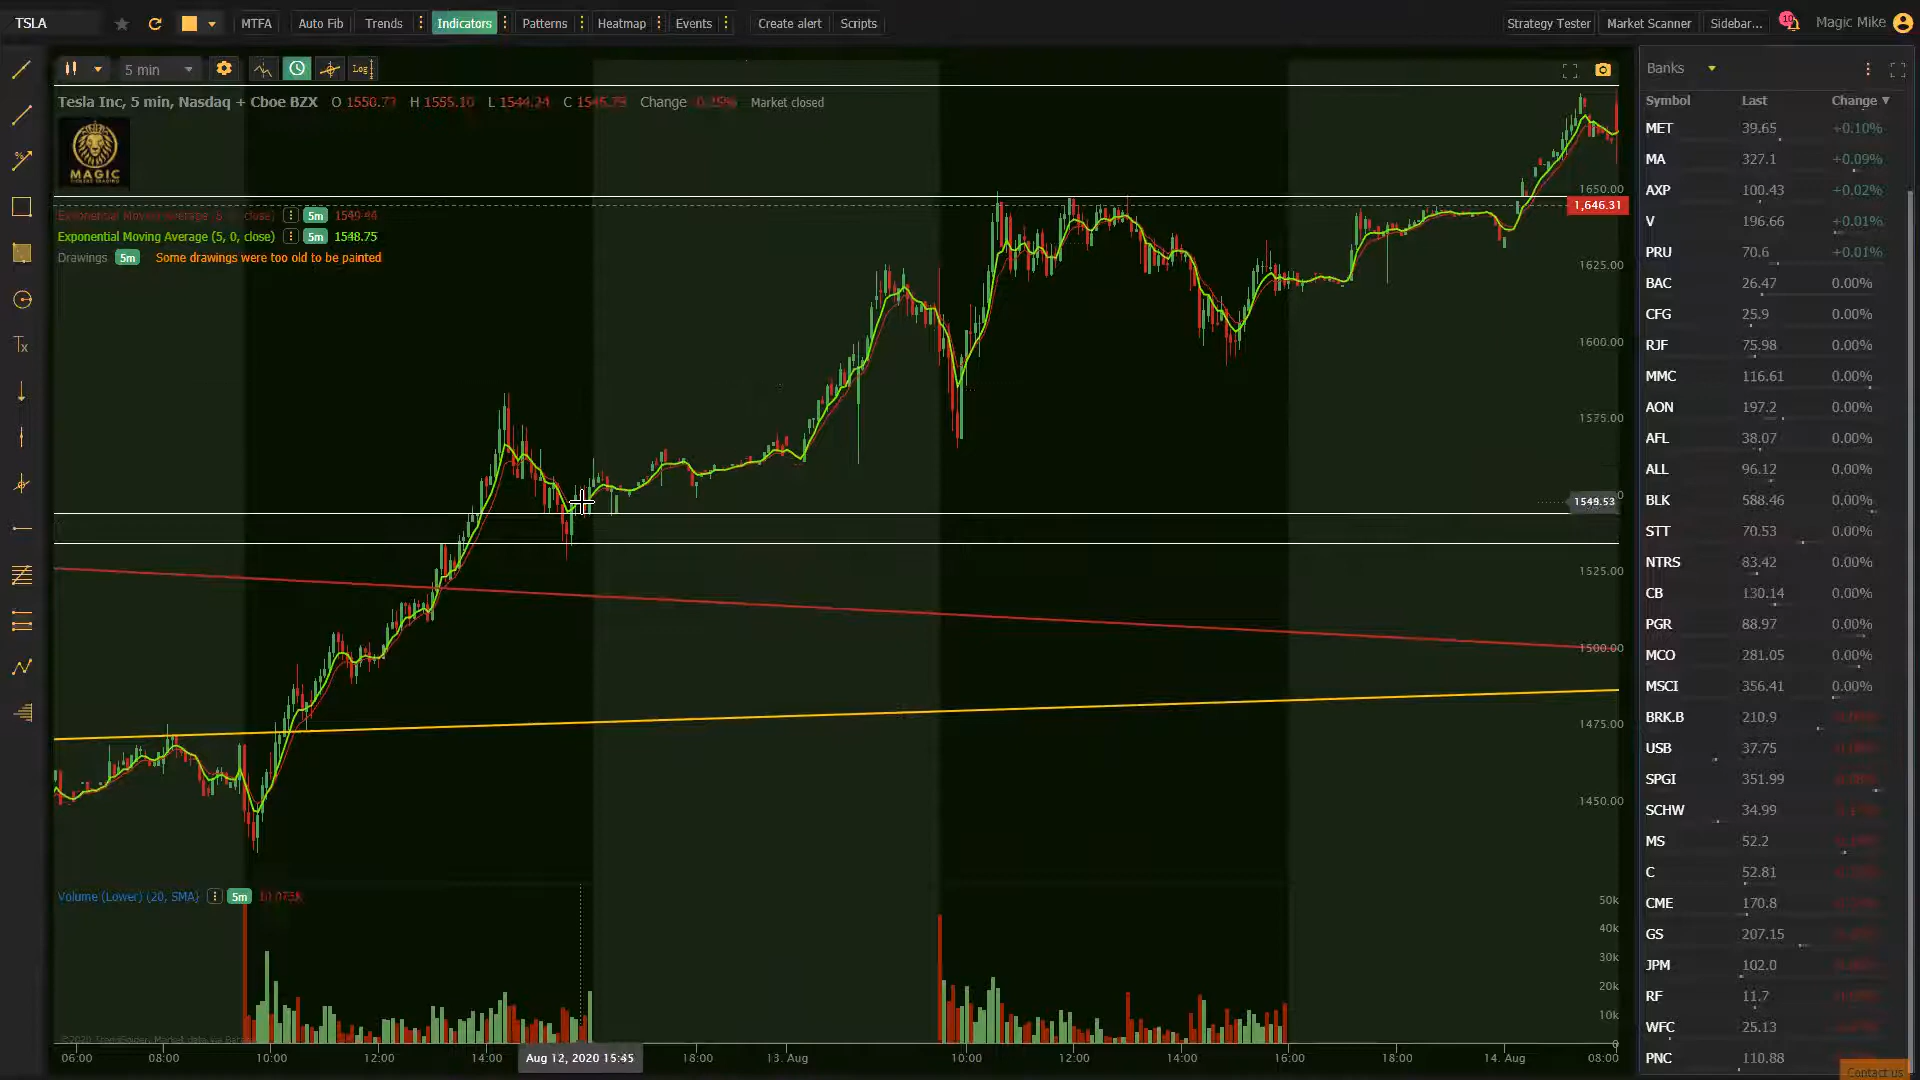 TSLA
MTFA
Auto Fib
Trends
Indicators
Patterns
Heatmap
Events
Create alert
Scripts
Strategy Tester
Market Scanner
Sidebar...
10
Magic Mike
5 min
Log
Tesla Inc, 5 min, Nasdaq + Cboe BZX O H L C Change Market closed
MAGIC
5m
Exponential Moving Average (5, 0, close) 5m 1548.75
Drawings 5m Some drawings were too old to be painted
1650.00
1,646.31
1625.00
1600.00
1575.00
1525.00
1500.00
1475.00
1450.00
Volume (Lower) (20, SMA) 5m
50k
40k
30k
20k
10k
0
06:00 08:00 10:00 12:00 14:00 Aug 12, 2020 15:45 18:00 13. Aug 10:00 12:00 14:00 16:00 18:00 14. Aug 08:00
Banks
Symbol Last Change ▼
MET 39.65 +0.10%
MA 327.1 +0.09%
AXP 100.43 +0.02%
V 196.66 +0.01%
PRU 70.6 +0.01%
BAC 26.47 0.00%
CFG 25.9 0.00%
RJF 75.98 0.00%
MMC 116.61 0.00%
AON 197.2 0.00%
AFL 38.07 0.00%
ALL 96.12 0.00%
BLK 588.46 0.00%
STT 70.53 0.00%
NTRS 83.42 0.00%
CB 130.14 0.00%
PGR 88.97 0.00%
MCO 281.05 0.00%
MSCI 356.41 0.00%
BRK.B 210.9
USB 37.75
SPGI 351.99
SCHW 34.99
MS 52.2
C 52.81
CME 170.8
GS 207.15
JPM 102.0
RF 11.7
WFC 25.13
PNC 110.88
Contact us